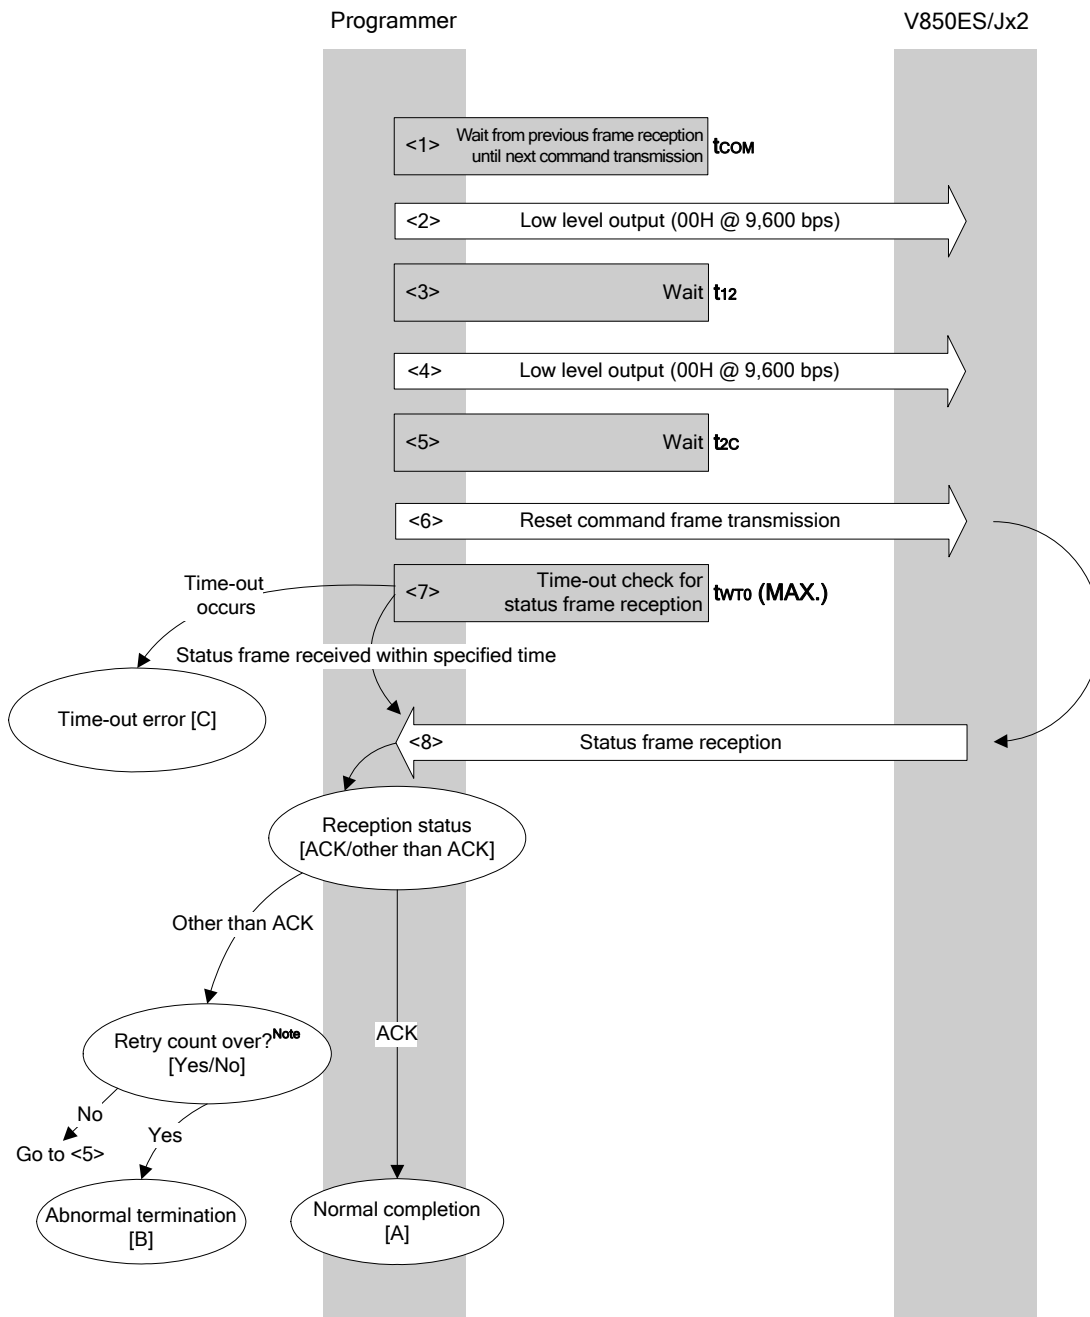 Programmer
V850ES/Jx2
<1> Wait from previous frame reception
until next command transmission
tCOM
<2> Low level output (00H @ 9,600 bps)
<3> Wait t12
<4> Low level output (00H @ 9,600 bps)
<5> Wait t2C
<6> Reset command frame transmission
<7> Time-out check for
status frame reception
tWT0 (MAX.)
Time-out
occurs
Status frame received within specified time
Time-out error [C]
<8> Status frame reception
Reception status
[ACK/other than ACK]
Other than ACK
ACK
Retry count over?Note
[Yes/No]
No
Yes
Go to <5>
Abnormal termination
[B]
Normal completion
[A]